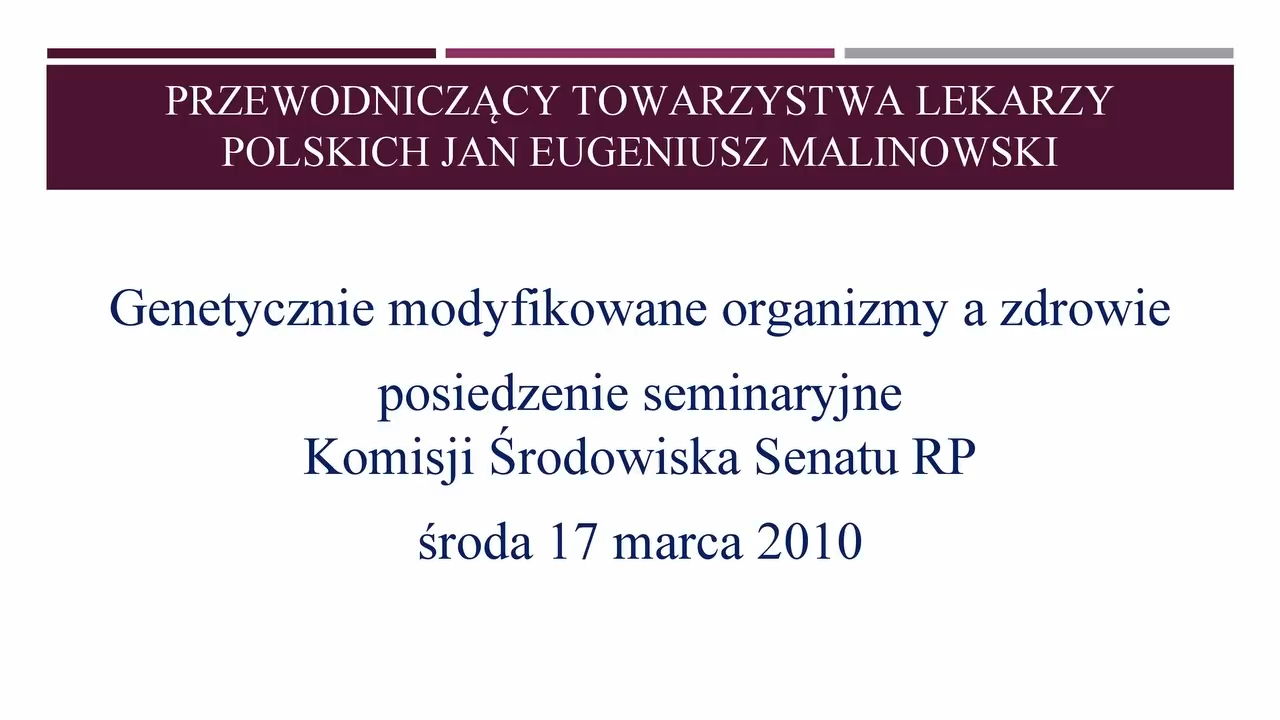 PRZEWODNICZĄCY TOWARZYSTWA LEKARZY
POLSKICH JAN EUGENIUSZ MALINOWSKI
Genetycznie modyfikowane organizmy a zdrowie
posiedzenie seminaryjne
Komisji Środowiska Senatu RP
środa 17 marca 2010